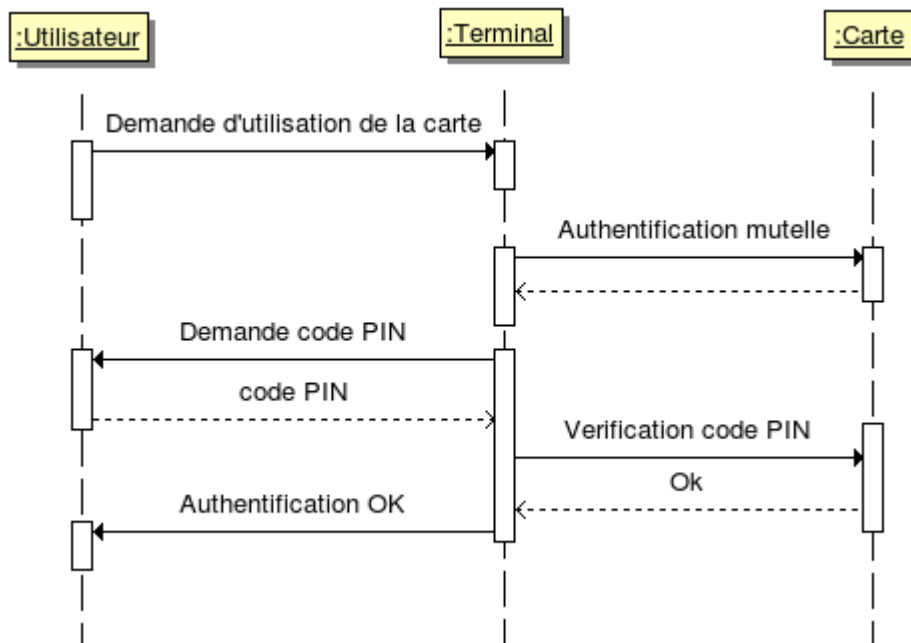 :Utilisateur
:Terminal
:Carte
Demande d'utilisation de la carte
Authentification mutelle
Demande code PIN
code PIN
Verification code PIN
Ok
Authentification OK